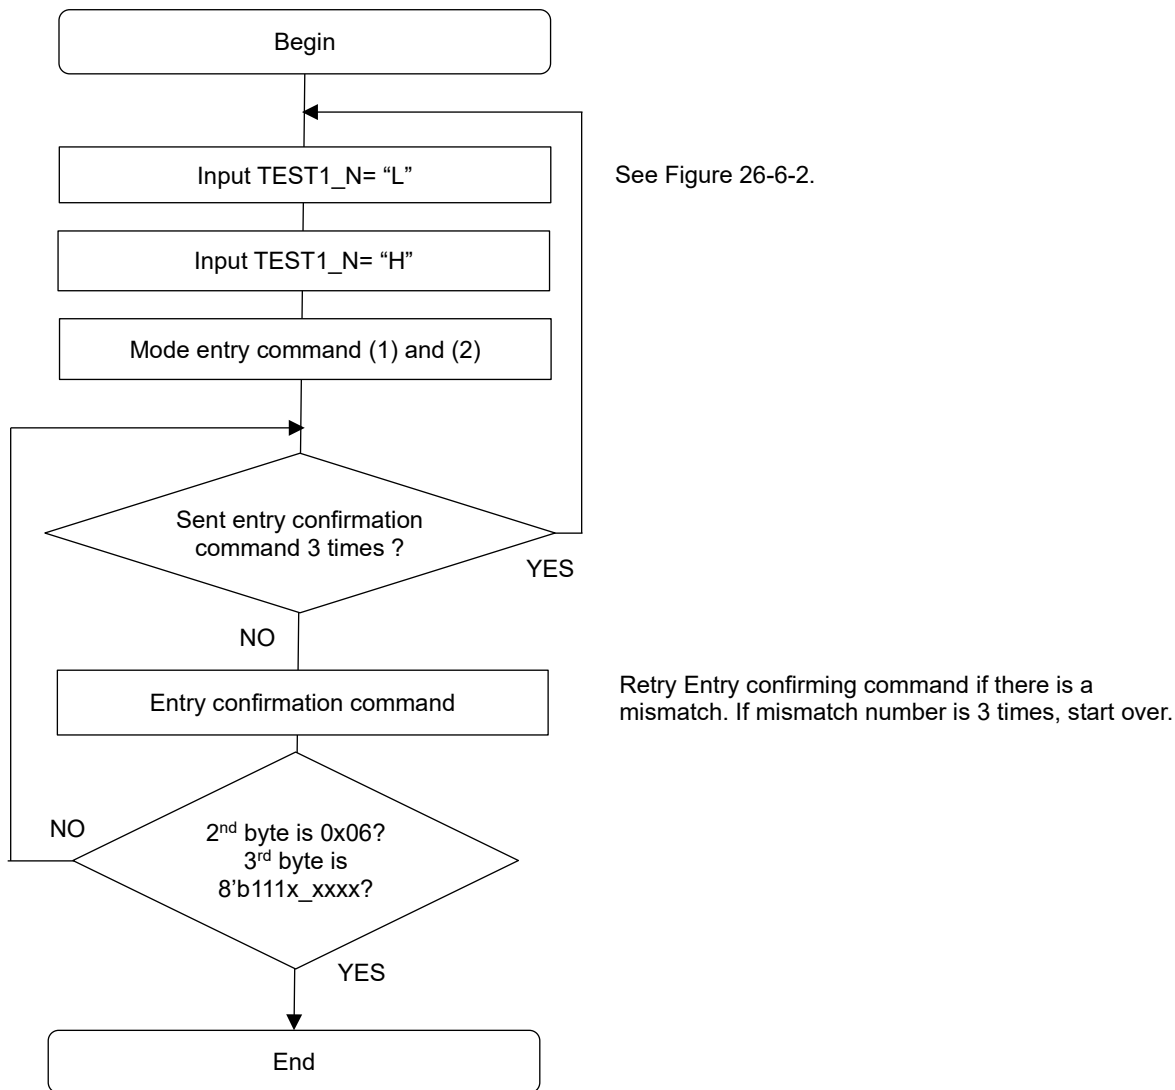 Begin
Input TEST1_N= “L”
See Figure 26-6-2.
Input TEST1_N= “H”
Mode entry command (1) and (2)
Sent entry confirmation
command 3 times ?
YES
NO
Entry confirmation command
Retry Entry confirming command if there is a
mismatch. If mismatch number is 3 times, start over.
NO
2nd byte is 0x06?
3rd byte is
8’b111x_xxxx?
YES
End